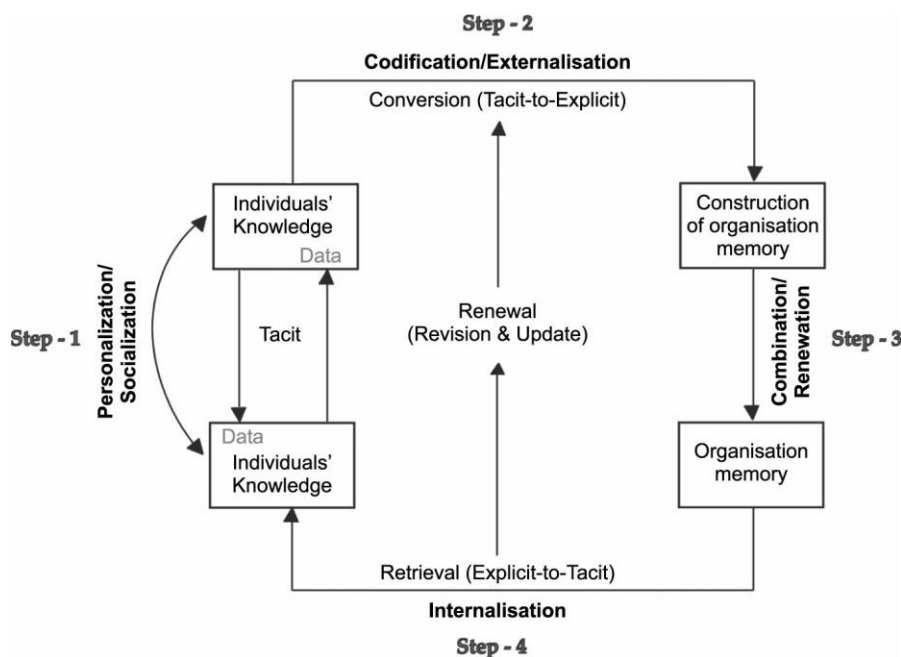 Step - 2
Codification/Externalisation
Conversion (Tacit-to-Explicit)
Individuals’
Knowledge
Data
Construction
of organisation
memory
Step - 1
Personalization/
Socialization
Tacit
Renewal
(Revision & Update)
Combination/
Renewation
Step - 3
Data
Individuals’
Knowledge
Organisation
memory
Retrieval (Explicit-to-Tacit)
Internalisation
Step - 4